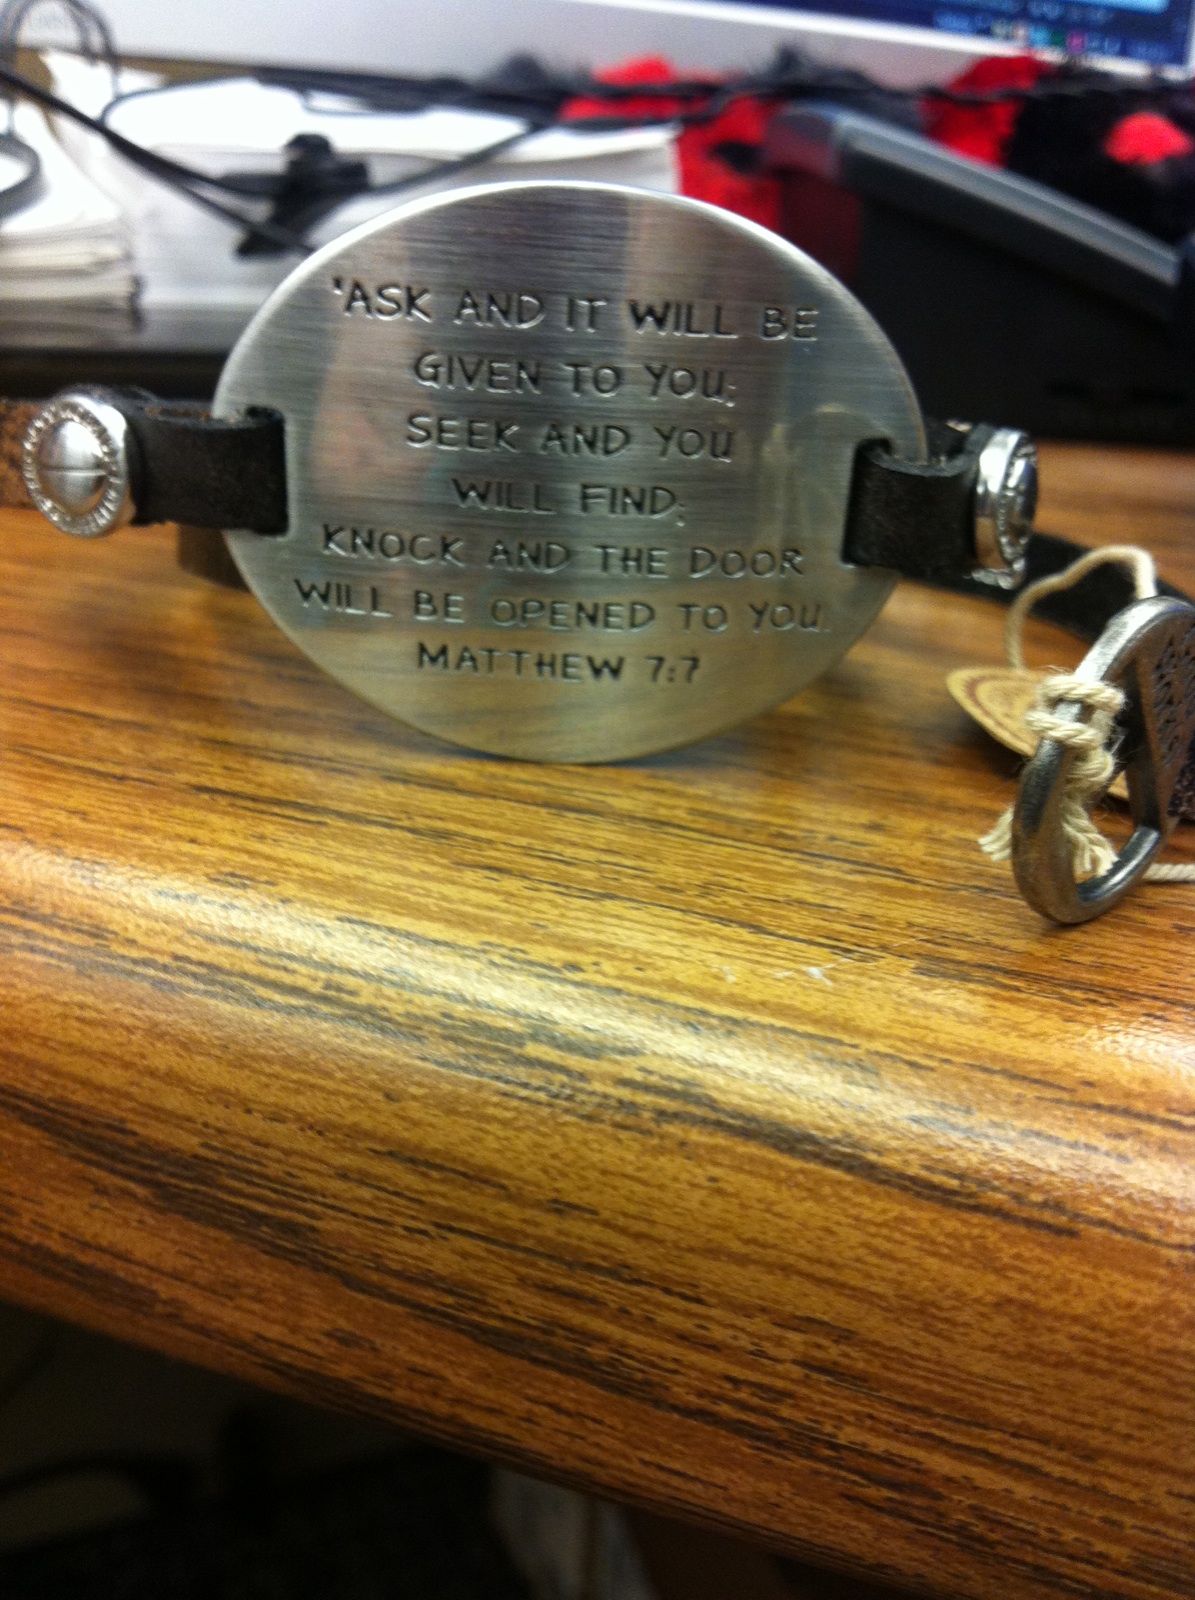 'ASK AND IT WILL BE
GIVEN TO YOU;
SEEK AND YOU
WILL FIND;
KNOCK AND THE DOOR
WILL BE OPENED TO YOU.
MATTHEW 7:7